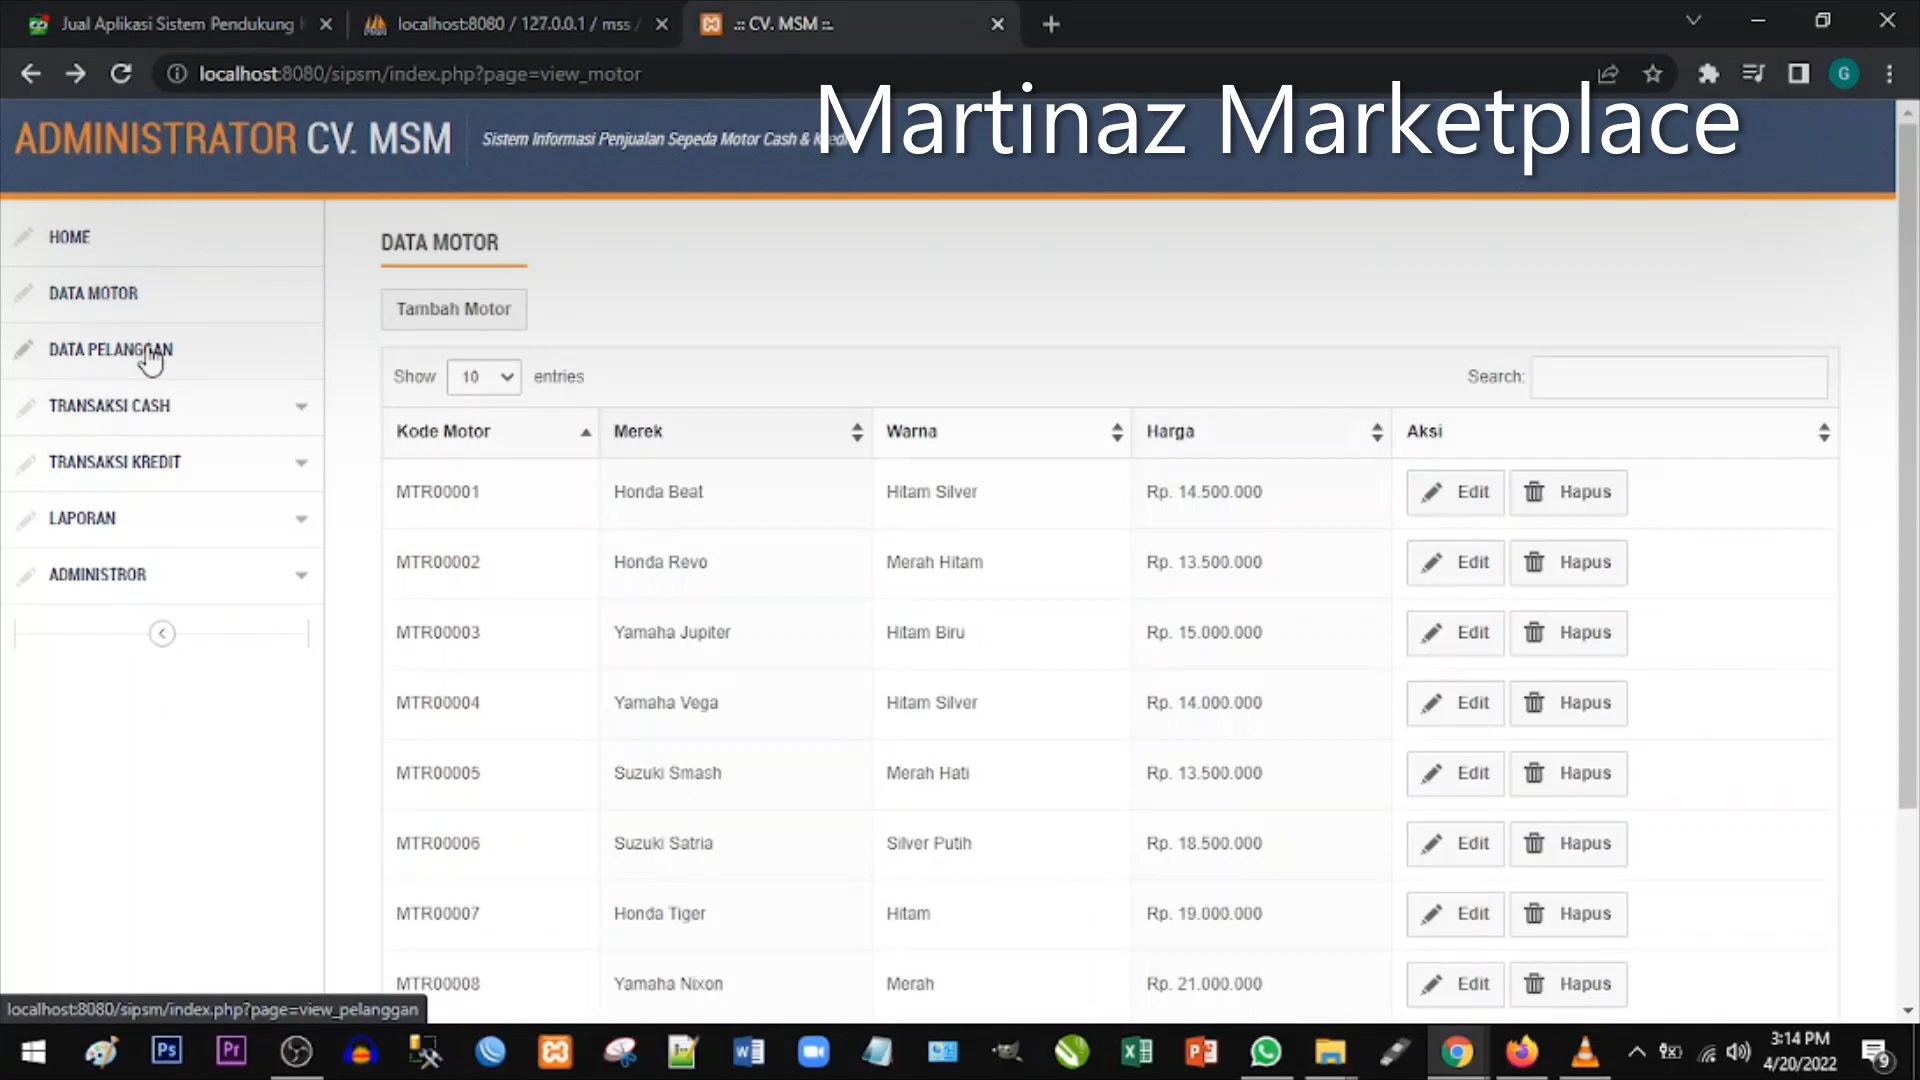 Jual Aplikasi Sistem Pendukung
localhost:8080 / 127.0.0.1 / mss /
.:: CV. MSM ::.
localhost:8080/sipsm/index.php?page=view_motor
G
Martinaz Marketplace
ADMINISTRATOR CV. MSM
Sistem Informasi Penjualan Sepeda Motor Cash & Kredi
HOME
DATA MOTOR
DATA PELANGGAN
TRANSAKSI CASH
TRANSAKSI KREDIT
LAPORAN
ADMINISTROR
DATA MOTOR
Tambah Motor
Show 10 entries
Search:
Kode Motor Merek Warna Harga Aksi
MTR00001 Honda Beat Hitam Silver Rp. 14.500.000 Edit Hapus
MTR00002 Honda Revo Merah Hitam Rp. 13.500.000 Edit Hapus
MTR00003 Yamaha Jupiter Hitam Biru Rp. 15.000.000 Edit Hapus
MTR00004 Yamaha Vega Hitam Silver Rp. 14.000.000 Edit Hapus
MTR00005 Suzuki Smash Merah Hati Rp. 13.500.000 Edit Hapus
MTR00006 Suzuki Satria Silver Putih Rp. 18.500.000 Edit Hapus
MTR00007 Honda Tiger Hitam Rp. 19.000.000 Edit Hapus
MTR00008 Yamaha Nixon Merah Rp. 21.000.000 Edit Hapus
localhost:8080/sipsm/index.php?page=view_pelanggan
Ps
Pr
3:14 PM
4/20/2022
9